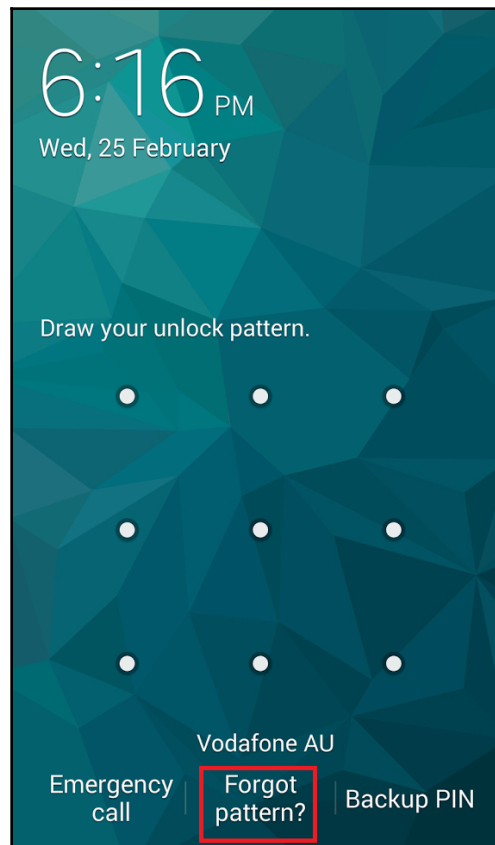 6:16 PM
Wed, 25 February
Draw your unlock pattern.
Vodafone AU
Emergency
call
Forgot
pattern?
Backup PIN